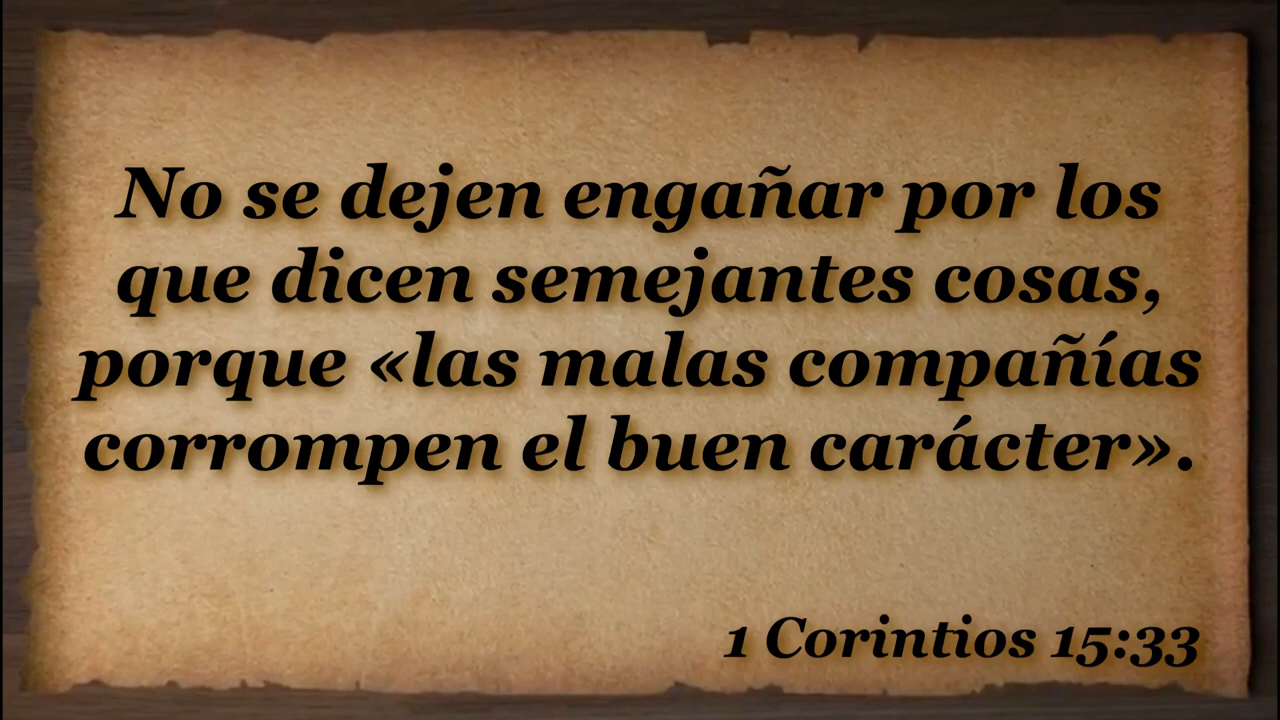 No se dejen engañar por los
que dicen semejantes cosas,
porque «las malas compañías
corrompen el buen carácter».
1 Corintios 15:33